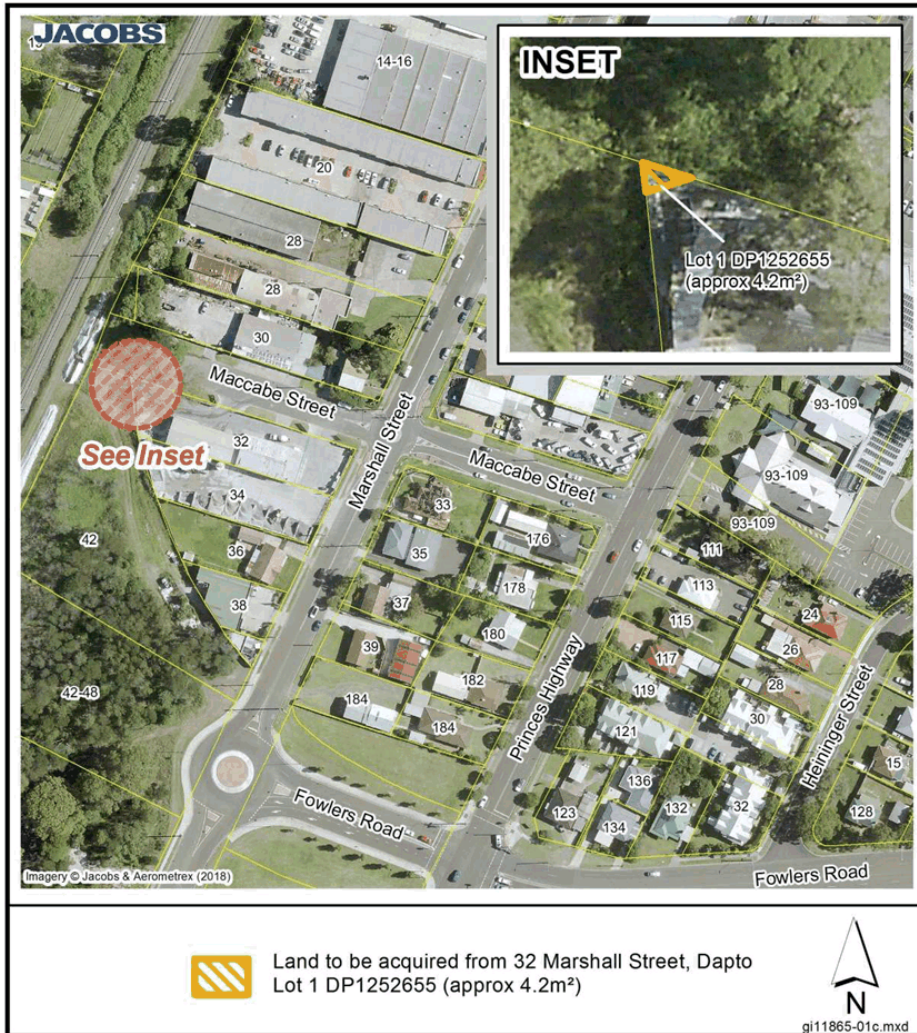 JACOBS
INSET
Lot 1 DP1252655
(approx 4.2m²)
14-16
20
28
28
30
Maccabe Street
Marshall Street
See Inset
32
34
36
38
42
42-48
Maccabe Street
33
35
37
39
184
176
178
180
182
184
Princes Highway
93-109
93-109
93-109
111
113
115
117
119
121
123
24
26
28
30
32
136
134
132
Heininger Street
15
128
Fowlers Road
Fowlers Road
Imagery © Jacobs & Aerometrex (2018)
Land to be acquired from 32 Marshall Street, Dapto
Lot 1 DP1252655 (approx 4.2m²)
N
gi11865-01c.mxd